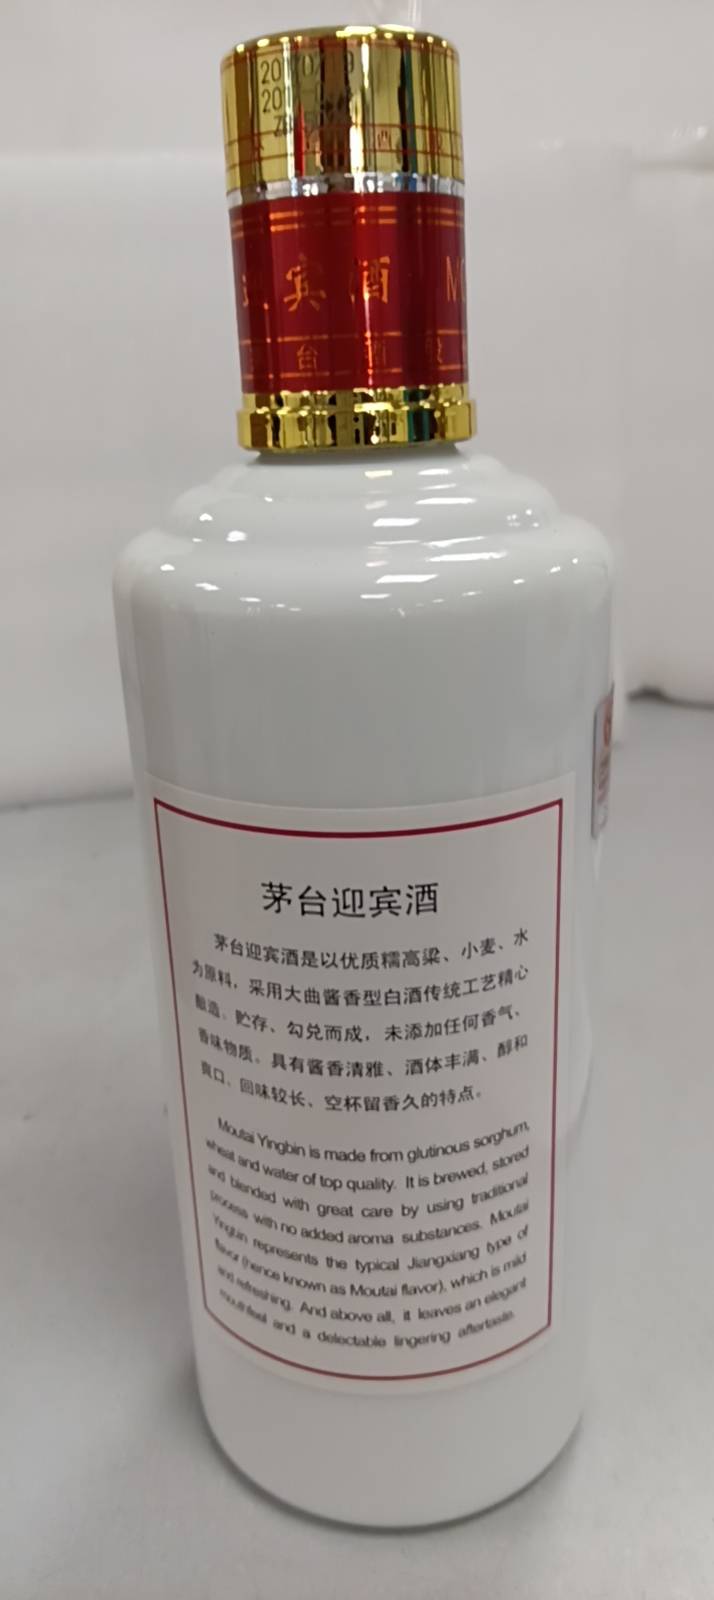 宾酒 MO
台酒
茅台迎宾酒
茅台迎宾酒是以优质糯高粱、小麦、水
为原料，采用大曲酱香型白酒传统工艺精心
酿造、贮存、勾兑而成，未添加任何香气、
香味物质。具有酱香清雅、酒体丰满、醇和
爽口、回味较长、空杯留香久的特点。
Moutai Yingbin is made from glutinous sorghum,
wheat and water of top quality. It is brewed, stored
and blended with great care by using traditional
process with no added aroma substances. Moutai
Yingbin represents the typical Jiangxiang type of
flavor (hence known as Moutai flavor), which is mild
and refreshing. And above all, it leaves an elegant
mouthfeel and a delectable lingering aftertaste.